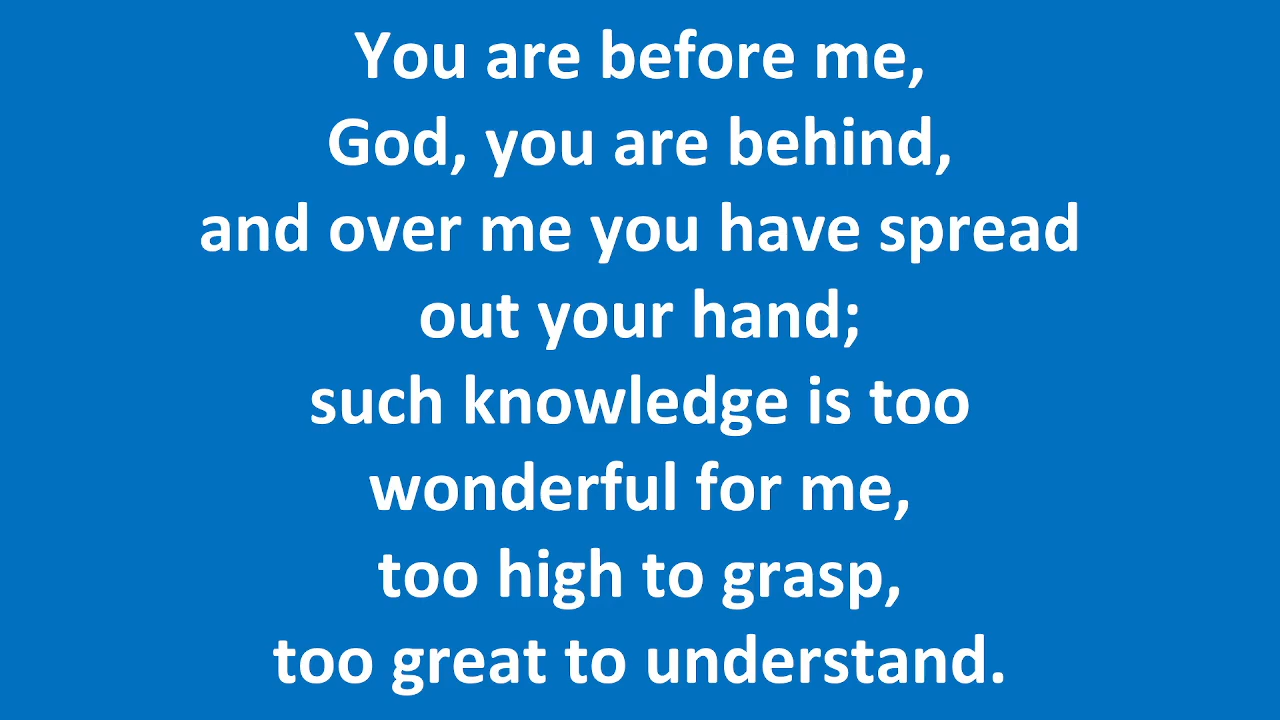 You are before me,
God, you are behind,
and over me you have spread
out your hand;
such knowledge is too
wonderful for me,
too high to grasp,
too great to understand.